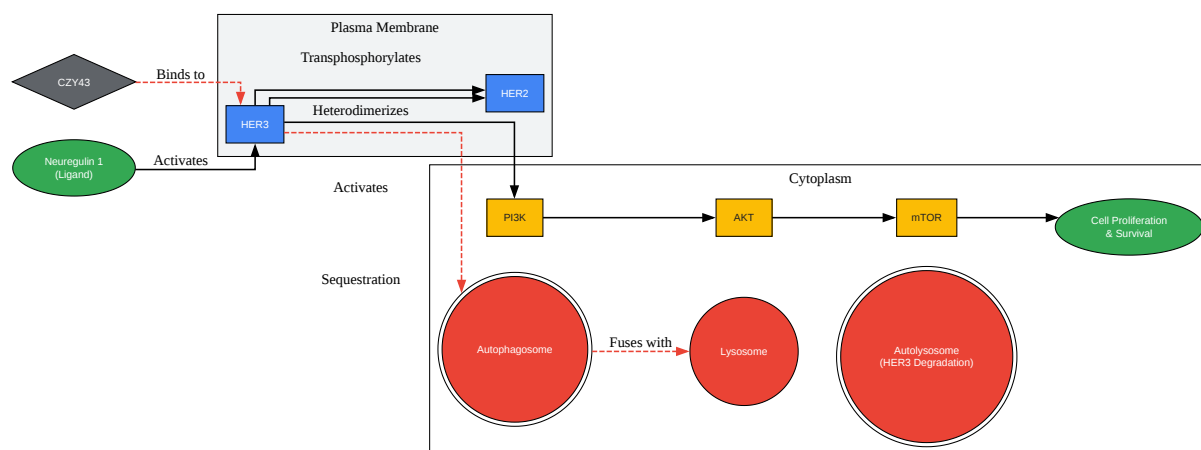 Plasma Membrane
Transphosphorylates
CZY43
Binds to
HER2
HER3
Heterodimerizes
Neuregulin 1
(Ligand)
Activates
Cytoplasm
Activates
PI3K
AKT
mTOR
Cell Proliferation
& Survival
Sequestration
Autophagosome
Fuses with
Lysosome
Autolysosome
(HER3 Degradation)